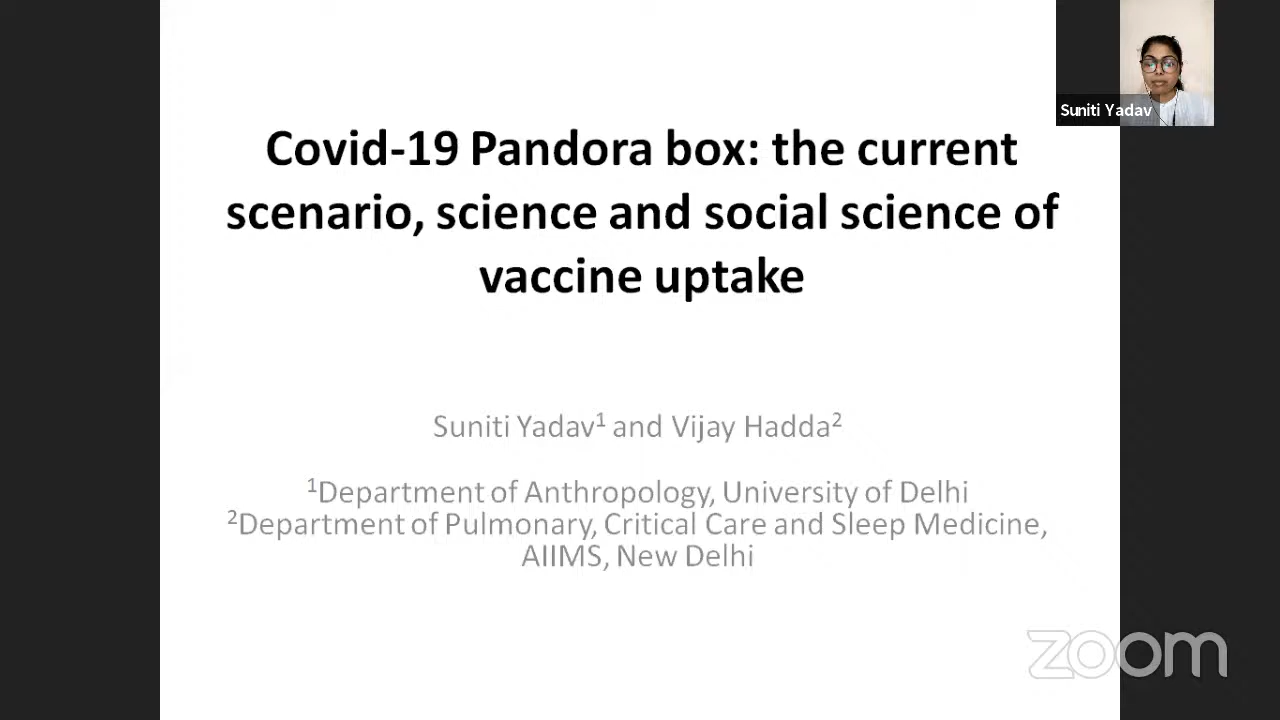 Suniti Yadav
Covid-19 Pandora box: the current
scenario, science and social science of
vaccine uptake
Suniti Yadav¹ and Vijay Hadda²
¹Department of Anthropology, University of Delhi
²Department of Pulmonary, Critical Care and Sleep Medicine,
AIIMS, New Delhi
zoom